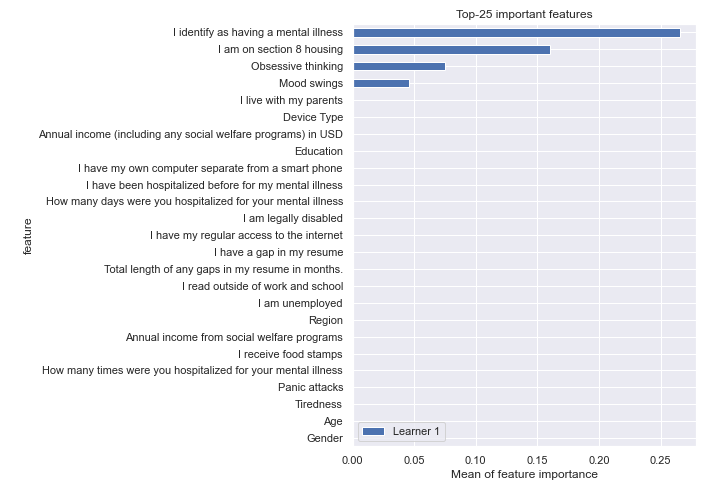 Top-25 important features
I identify as having a mental illness
I am on section 8 housing
Obsessive thinking
Mood swings
I live with my parents
Device Type
Annual income (including any social welfare programs) in USD
Education
I have my own computer separate from a smart phone
I have been hospitalized before for my mental illness
How many days were you hospitalized for your mental illness
I am legally disabled
I have my regular access to the internet
I have a gap in my resume
Total length of any gaps in my resume in months.
I read outside of work and school
I am unemployed
Region
Annual income from social welfare programs
I receive food stamps
How many times were you hospitalized for your mental illness
Panic attacks
Tiredness
Age
Gender
feature
Learner 1
0.00 0.05 0.10 0.15 0.20 0.25
Mean of feature importance